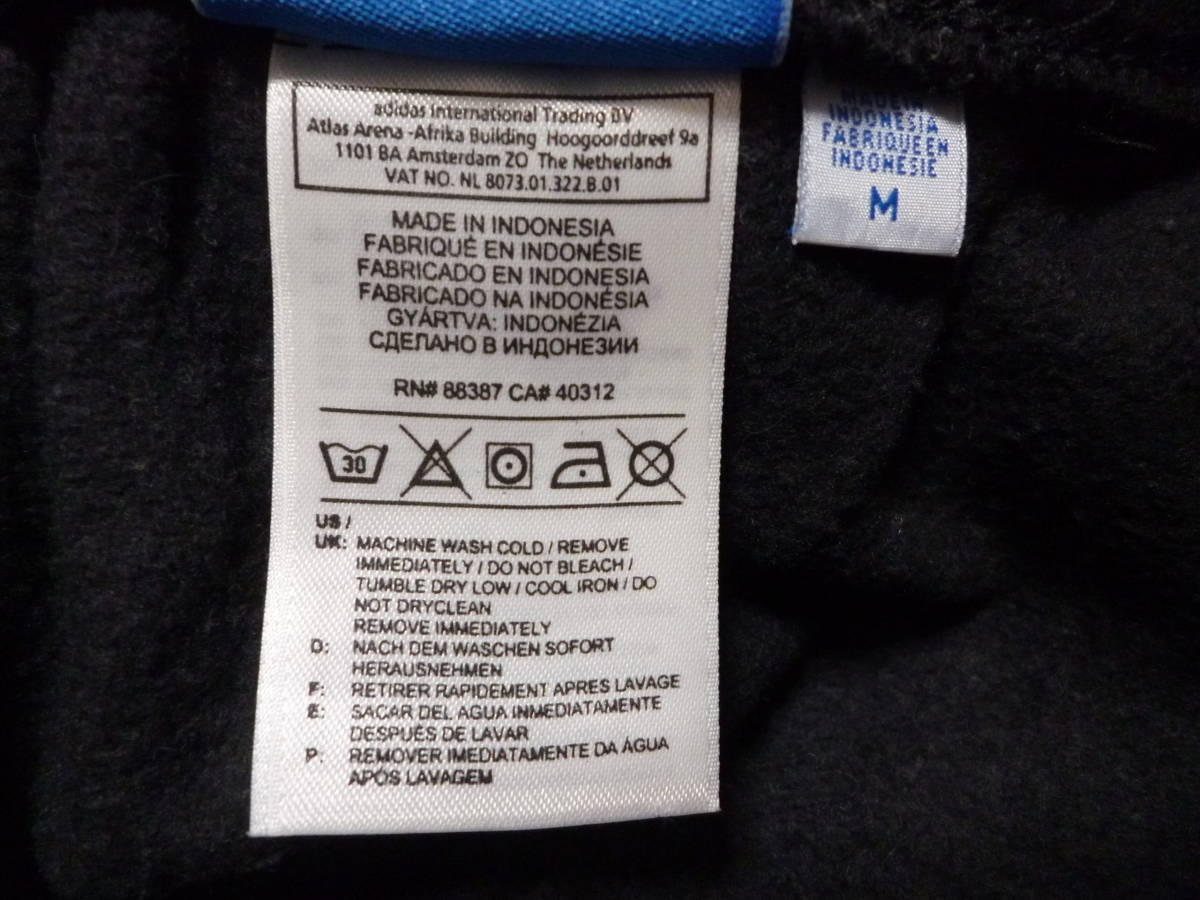 adidas International Trading BV
Atlas Arena -Afrika Building Hoogoorddreef 9a
1101 BA Amsterdam ZO The Netherlands
VAT NO. NL 8073.01.322.B.01
MADE IN INDONESIA
FABRIQUÉ EN INDONÉSIE
FABRICADO EN INDONESIA
FABRICADO NA INDONÉSIA
GYÁRTVA: INDONÉZIA
СДЕЛАНО В ИНДОНЕЗИИ
RN# 88387 CA# 40312
30
US /
UK: MACHINE WASH COLD / REMOVE
IMMEDIATELY / DO NOT BLEACH /
TUMBLE DRY LOW / COOL IRON / DO
NOT DRYCLEAN
REMOVE IMMEDIATELY
D: NACH DEM WASCHEN SOFORT
HERAUSNEHMEN
F: RETIRER RAPIDEMENT APRES LAVAGE
E: SACAR DEL AGUA INMEDIATAMENTE
DESPUÉS DE LAVAR
P: REMOVER IMEDIATAMENTE DA ÁGUA
APÓS LAVAGEM
MADE IN
INDONESIA
FABRIQUE EN
INDONESIE
M